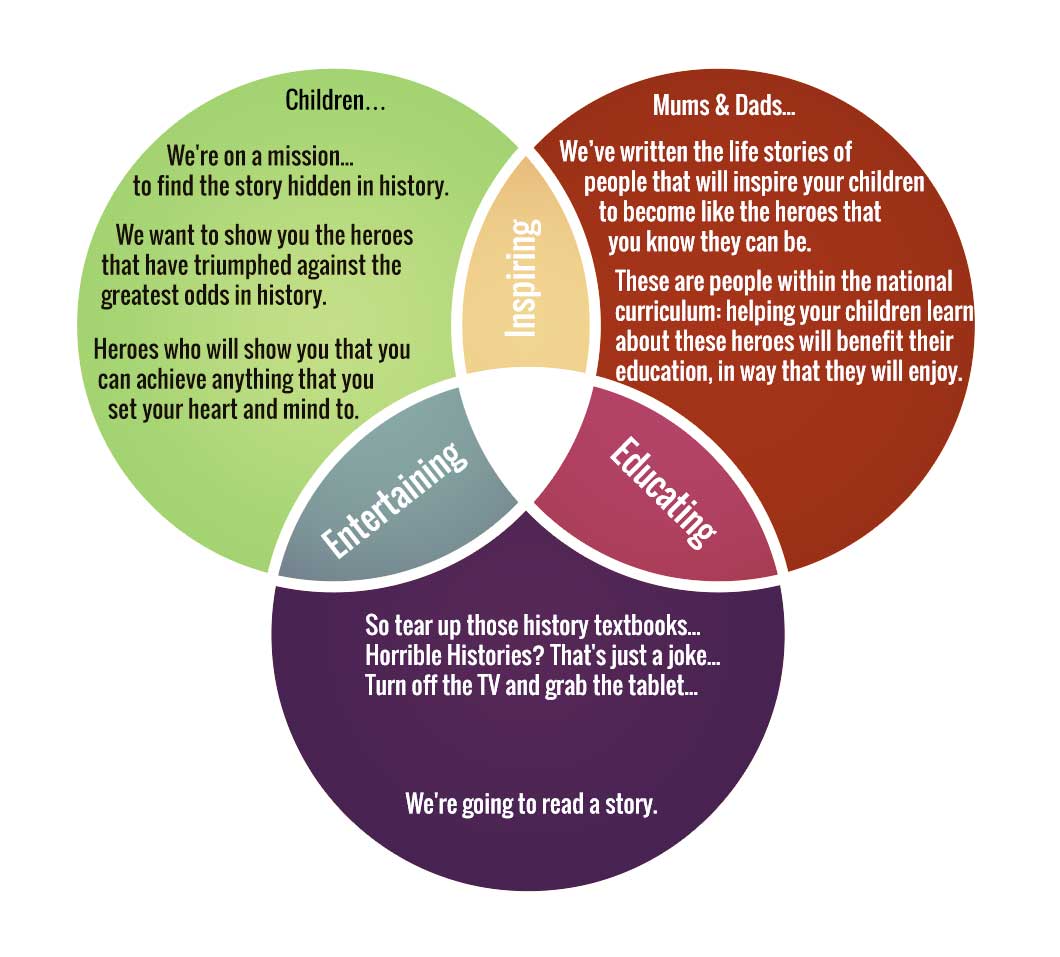 Children...
We're on a mission...
to find the story hidden in history.
We want to show you the heroes
that have triumphed against the
greatest odds in history.
Heroes who will show you that you
can achieve anything that you
set your heart and mind to.
Mums & Dads...
We've written the life stories of
people that will inspire your children
to become like the heroes that
you know they can be.
These are people within the national
curriculum: helping your children learn
about these heroes will benefit their
education, in way that they will enjoy.
Inspiring
Entertaining
Educating
So tear up those history textbooks...
Horrible Histories? That's just a joke...
Turn off the TV and grab the tablet...
We're going to read a story.